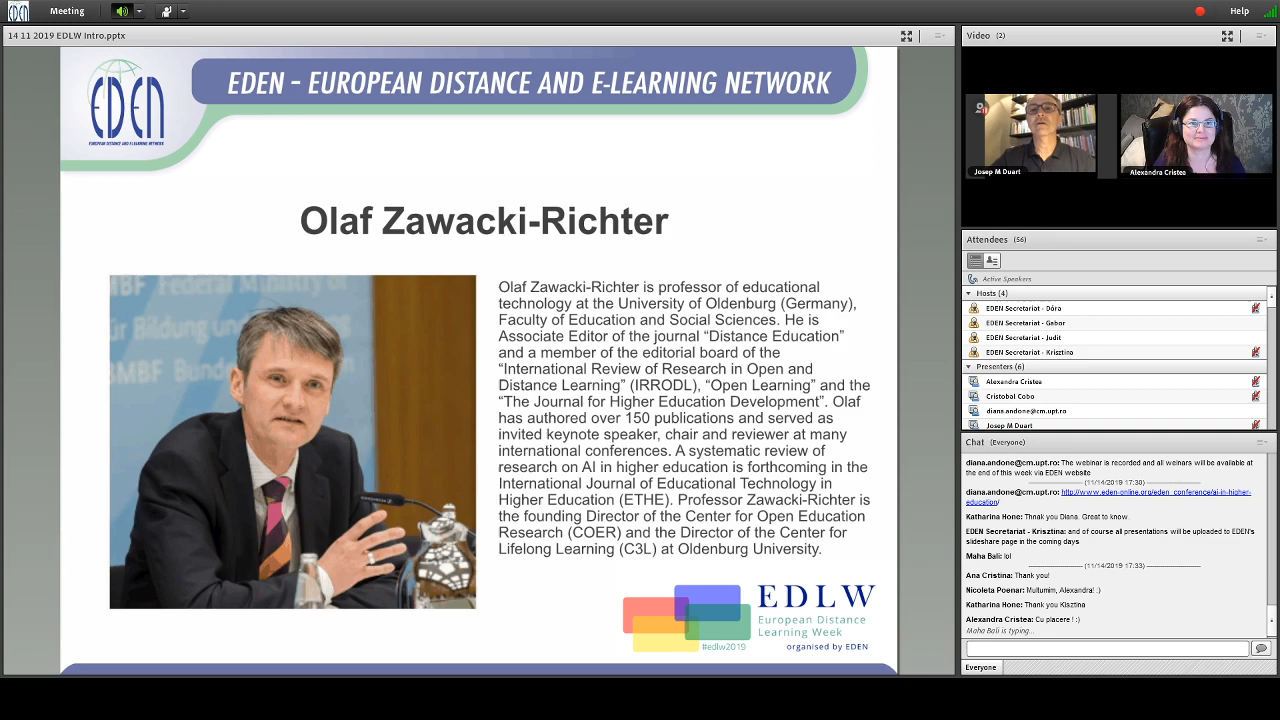 EDEN
Meeting
Help
14 11 2019 EDLW Intro.pptx
EDEN
EUROPEAN DISTANCE AND E-LEARNING NETWORK
EDEN – EUROPEAN DISTANCE AND E-LEARNING NETWORK
Olaf Zawacki-Richter
BMBF Federal Minis
für Bildung und
BMBF Bund
Olaf Zawacki-Richter is professor of educational
technology at the University of Oldenburg (Germany),
Faculty of Education and Social Sciences. He is
Associate Editor of the journal “Distance Education”
and a member of the editorial board of the
“International Review of Research in Open and
Distance Learning” (IRRODL), “Open Learning” and the
“The Journal for Higher Education Development”. Olaf
has authored over 150 publications and served as
invited keynote speaker, chair and reviewer at many
international conferences. A systematic review of
research on AI in higher education is forthcoming in the
International Journal of Educational Technology in
Higher Education (ETHE). Professor Zawacki-Richter is
the founding Director of the Center for Open Education
Research (COER) and the Director of the Center for
Lifelong Learning (C3L) at Oldenburg University.
EDLW
European Distance
Learning Week
#edlw2019
organised by EDEN
Video (2)
Josep M Duart
Alexandra Cristea
Attendees (56)
Active Speakers
Hosts (4)
EDEN Secretariat - Dóra
EDEN Secretariat - Gabor
EDEN Secretariat - Judit
EDEN Secretariat - Krisztina
Presenters (6)
Alexandra Cristea
Cristobal Cobo
diana.andone@cm.upt.ro
Josep M Duart
Chat (Everyone)
diana.andone@cm.upt.ro: The webinar is recorded and all weinars will be available at
the end of this week via EDEN website
(11/14/2019 17:30)
diana.andone@cm.upt.ro: http://www.eden-online.org/eden_conference/ai-in-higher-
education/
Katharina Hone: Thnak you Diana. Great to know.
EDEN Secretariat - Krisztina: and of course all presentations will be uploaded to EDEN's
slideshare page in the coming days
Maha Bali: lol
(11/14/2019 17:33)
Ana Cristina: Thank you!
Nicoleta Poenar: Multumim, Alexandra! :)
Katharina Hone: Thank you Kisztina
Alexandra Cristea: Cu placere ! :)
Maha Bali is typing...
Everyone